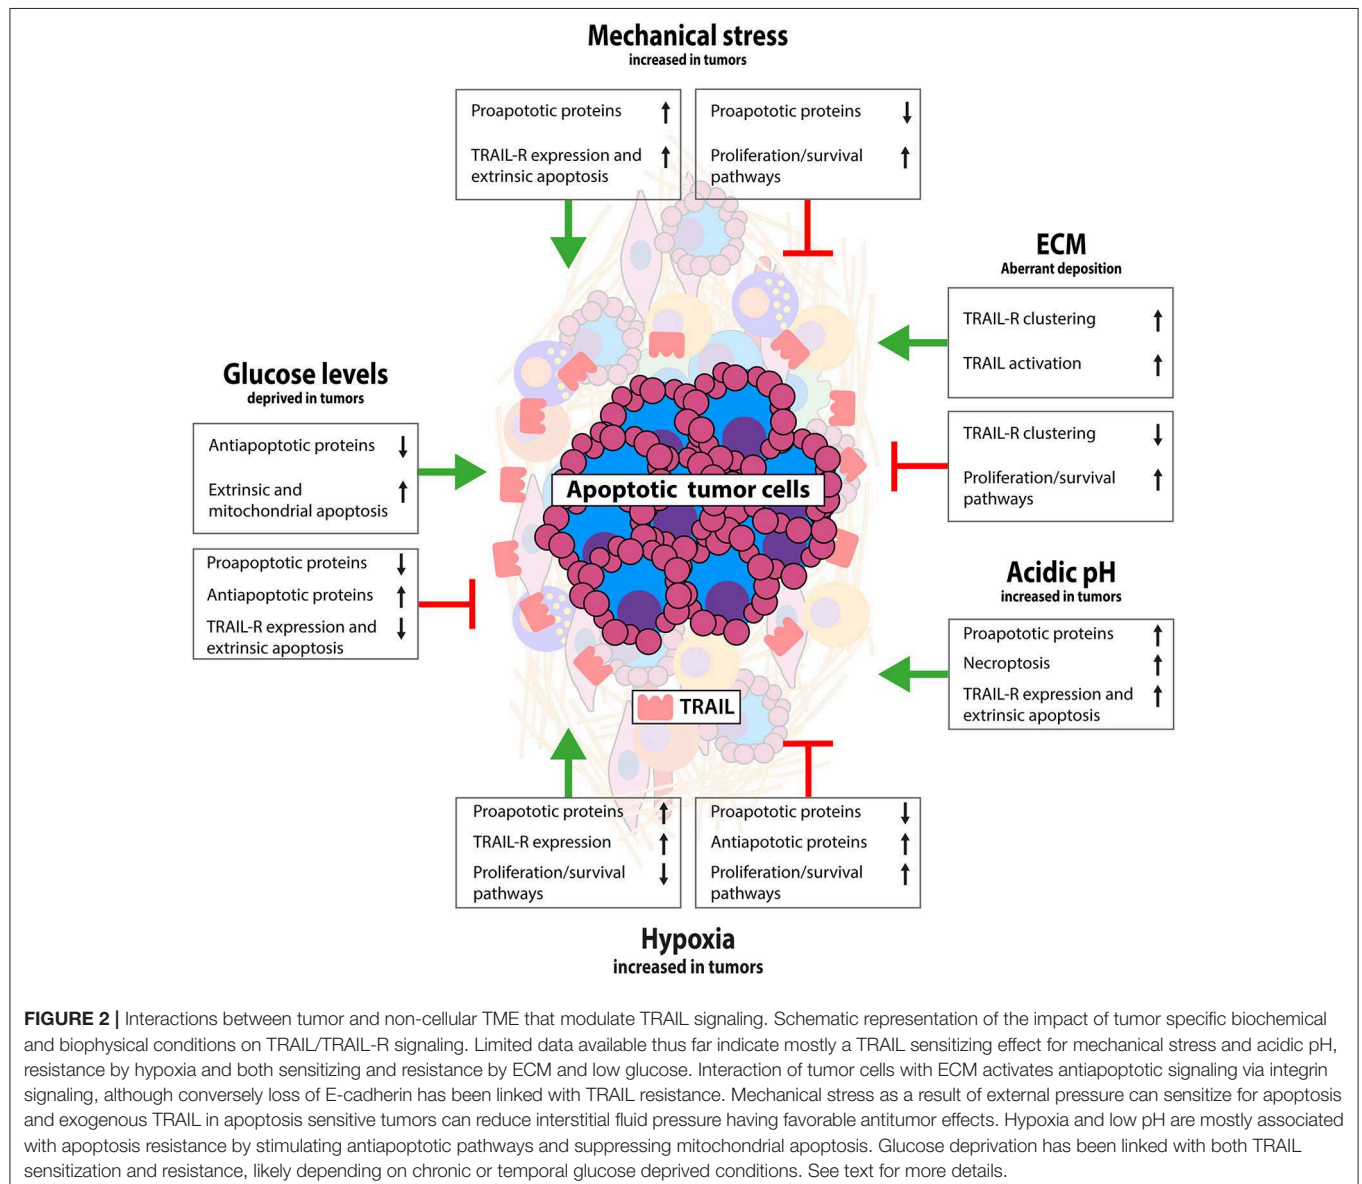 Mechanical stress
increased in tumors
Proapototic proteins ↑
TRAIL-R expression and ↑
extrinsic apoptosis
Proapototic proteins ↓
Proliferation/survival ↑
pathways
ECM
Aberrant deposition
TRAIL-R clustering ↑
TRAIL activation ↑
TRAIL-R clustering ↓
Proliferation/survival ↑
pathways
Glucose levels
deprived in tumors
Antiapoptotic proteins ↓
Extrinsic and ↑
mitochondrial apoptosis
Proapoptotic proteins ↓
Antiapoptotic proteins ↑
TRAIL-R expression and ↓
extrinsic apoptosis
Apoptotic tumor cells
Acidic pH
increased in tumors
Proapototic proteins ↑
Necroptosis ↑
TRAIL-R expression and ↑
extrinsic apoptosis
TRAIL
Proapototic proteins ↑
TRAIL-R expression ↑
Proliferation/survival ↓
pathways
Proapototic proteins ↓
Antiapototic proteins ↑
Proliferation/survival ↑
pathways
Hypoxia
increased in tumors
FIGURE 2 | Interactions between tumor and non-cellular TME that modulate TRAIL signaling. Schematic representation of the impact of tumor specific biochemical
and biophysical conditions on TRAIL/TRAIL-R signaling. Limited data available thus far indicate mostly a TRAIL sensitizing effect for mechanical stress and acidic pH,
resistance by hypoxia and both sensitizing and resistance by ECM and low glucose. Interaction of tumor cells with ECM activates antiapoptotic signaling via integrin
signaling, although conversely loss of E-cadherin has been linked with TRAIL resistance. Mechanical stress as a result of external pressure can sensitize for apoptosis
and exogenous TRAIL in apoptosis sensitive tumors can reduce interstitial fluid pressure having favorable antitumor effects. Hypoxia and low pH are mostly associated
with apoptosis resistance by stimulating antiapoptotic pathways and suppressing mitochondrial apoptosis. Glucose deprivation has been linked with both TRAIL
sensitization and resistance, likely depending on chronic or temporal glucose deprived conditions. See text for more details.